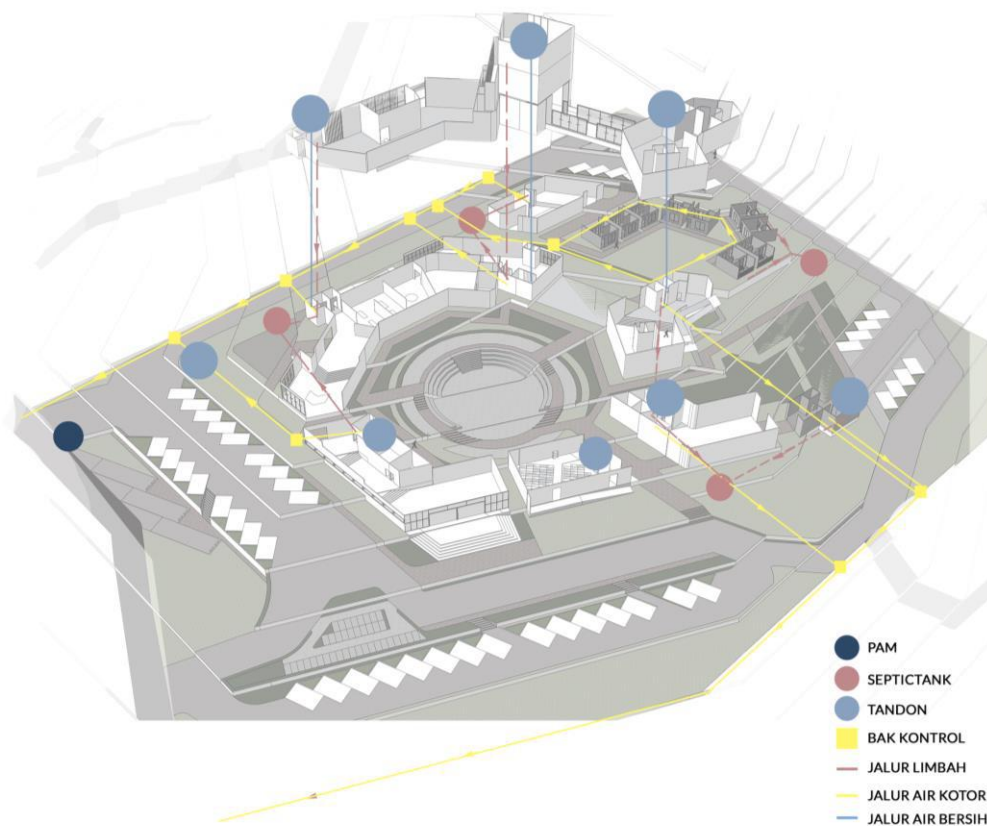 PAM
SEPTICTANK
TANDON
BAK KONTROL
JALUR LIMBAH
JALUR AIR KOTOR
JALUR AIR BERSIH